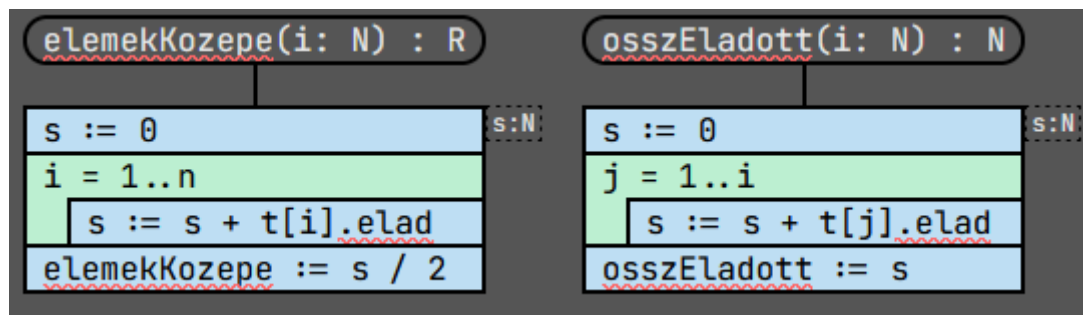 elemekKozepe(i: N) : R
s := 0
s:N
i = 1..n
s := s + t[i].elad
elemekKozepe := s / 2
osszEladott(i: N) : N
s := 0
s:N
j = 1..i
s := s + t[j].elad
osszEladott := s